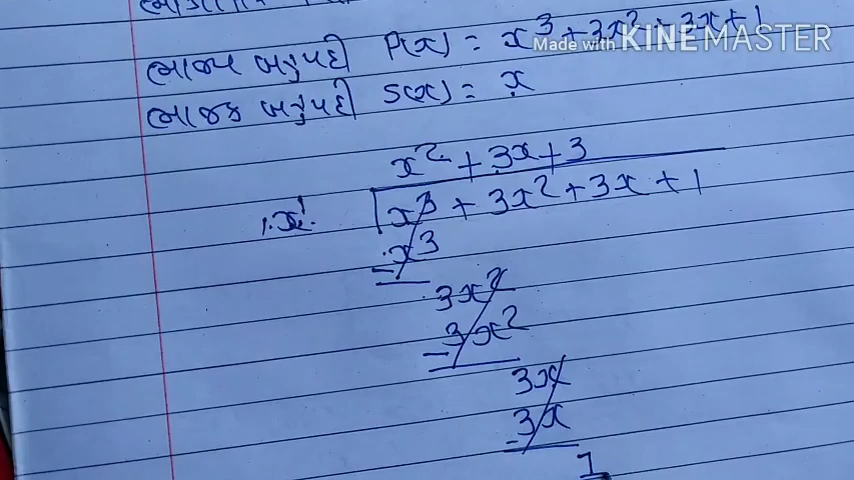 ભાજ્ય બહુપદી P(x) = x³ + 3x² + 3x + 1
Made with KINEMASTER
ભાજક બહુપદી S(x) = x
x² + 3x + 3
x¹ x³ + 3x² + 3x + 1
- x³
3x²
- 3x²
3x
- 3x
1